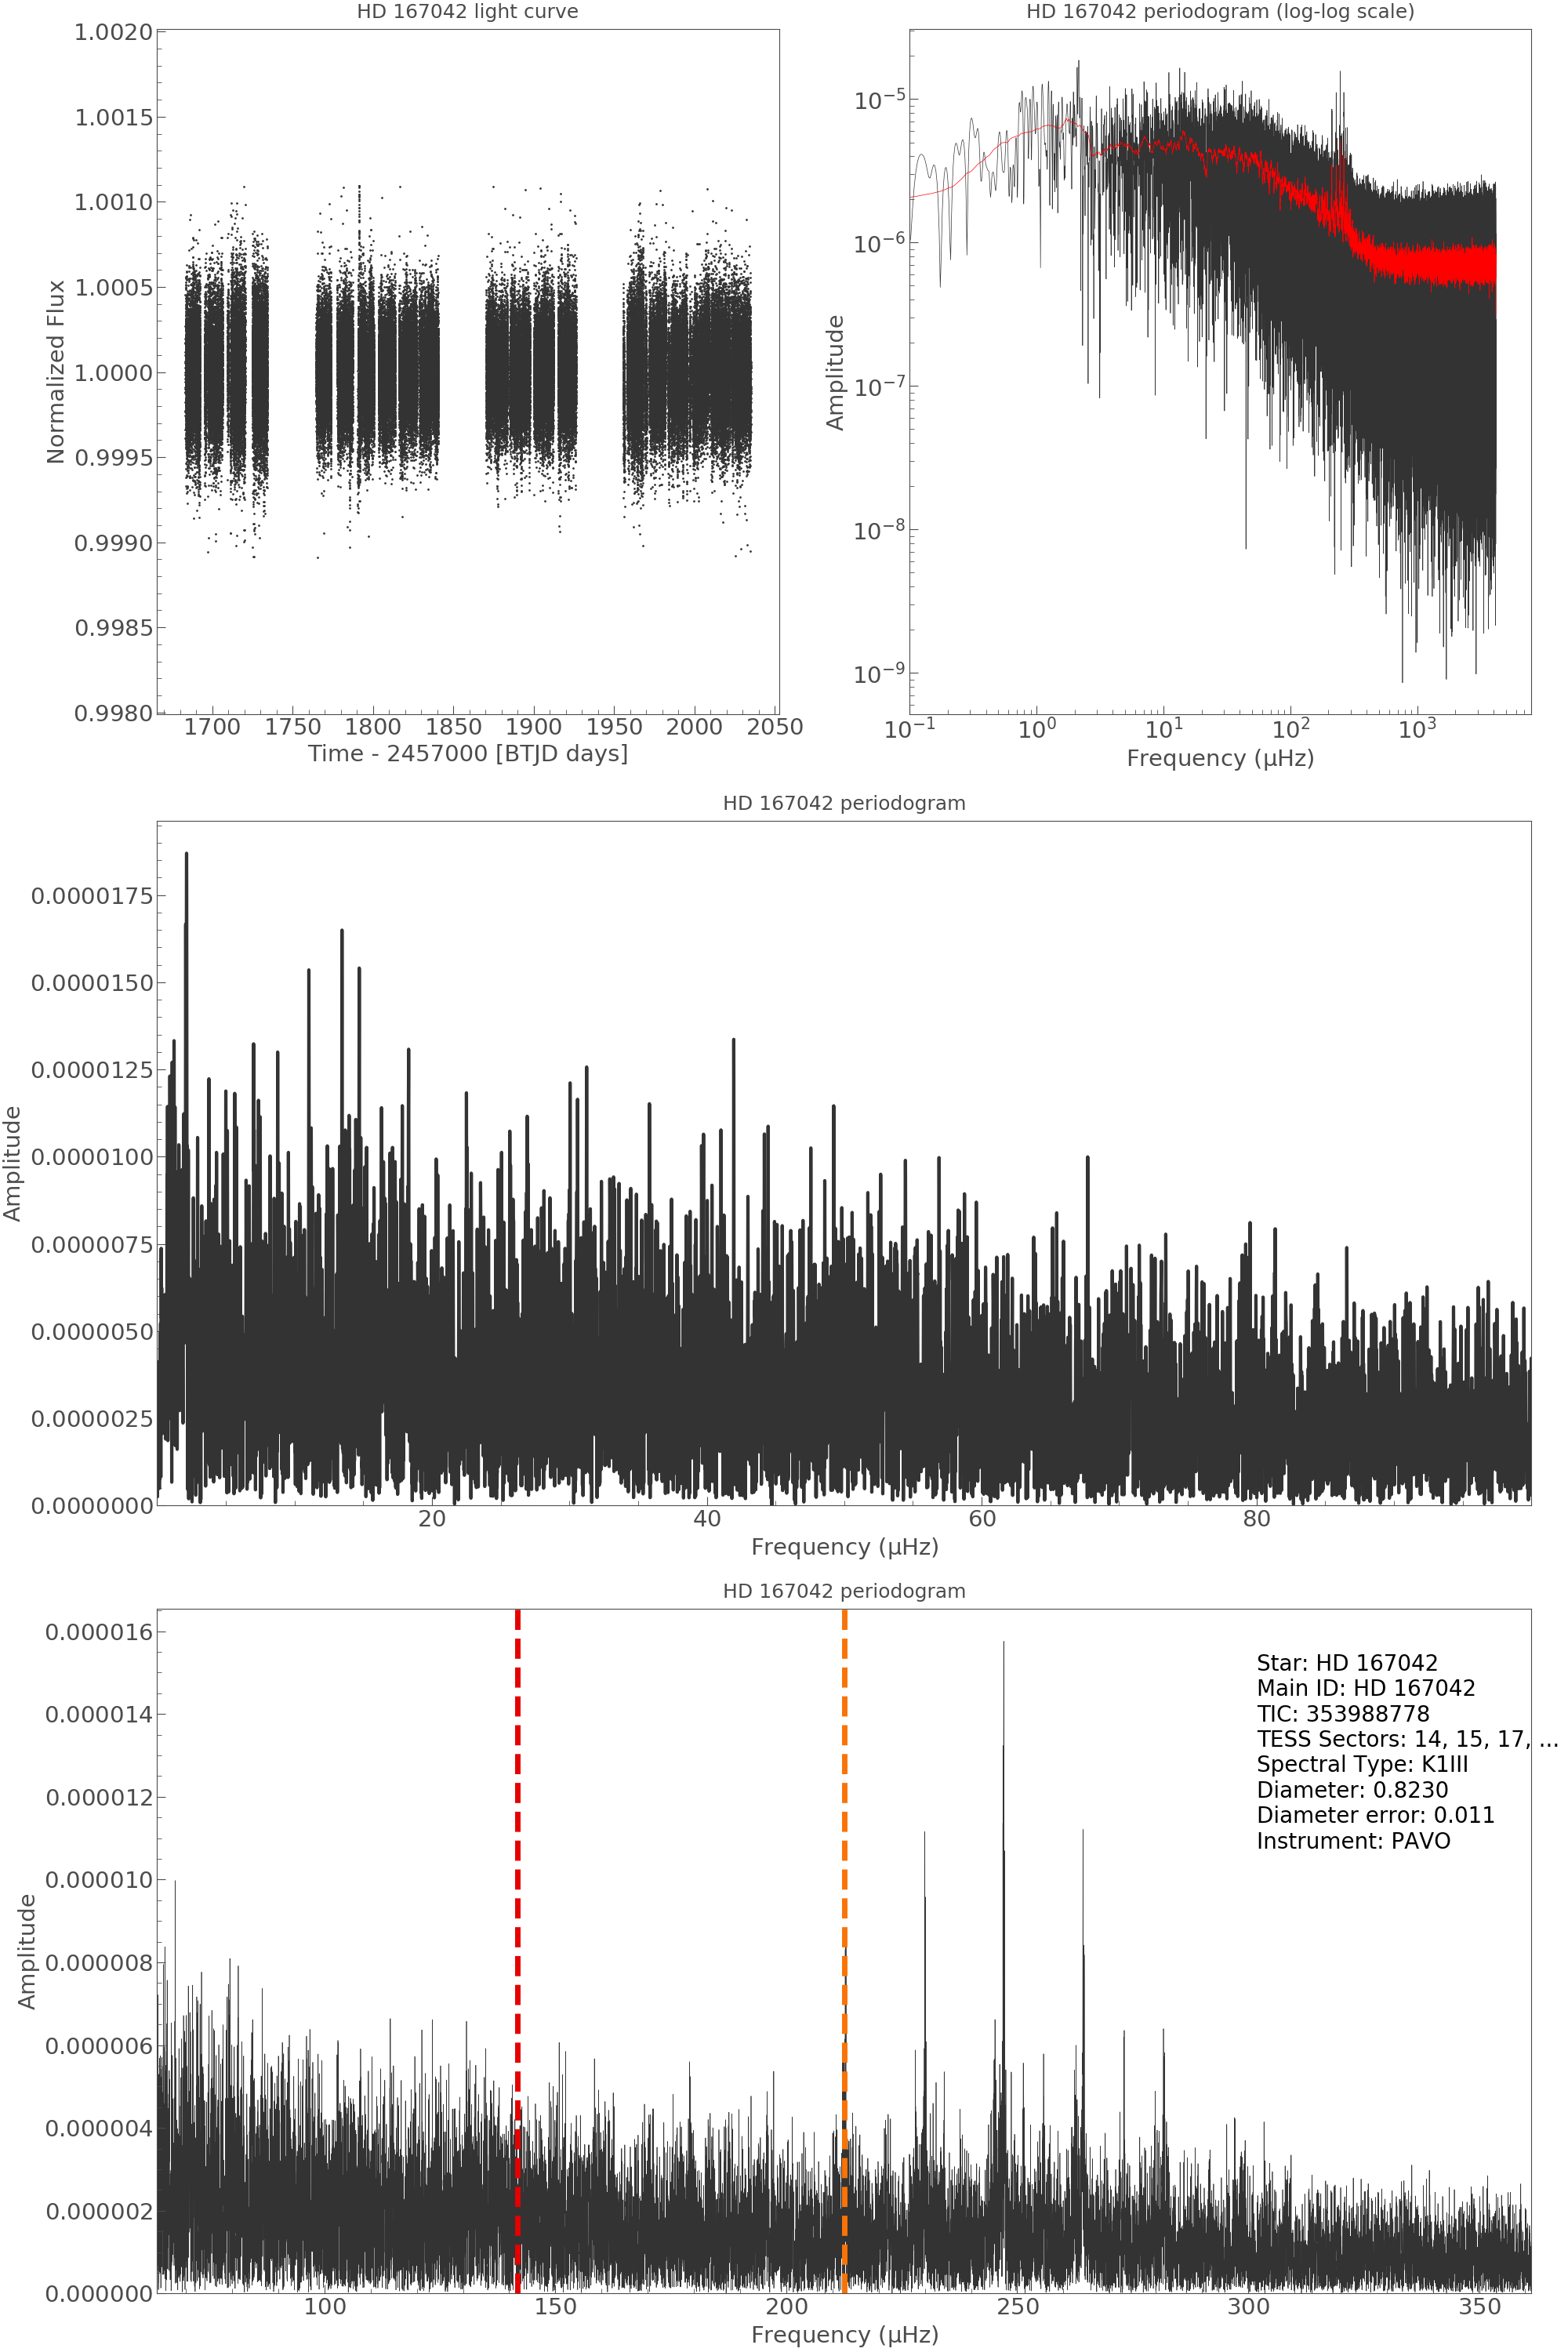 HD 167042 light curve
1.0020
1.0015
1.0010
1.0005
1.0000
0.9995
0.9990
0.9985
0.9980
Normalized Flux
1700 1750 1800 1850 1900 1950 2000 2050
Time - 2457000 [BTJD days]
HD 167042 periodogram (log-log scale)
10⁻⁵
10⁻⁶
10⁻⁷
10⁻⁸
10⁻⁹
Amplitude
10⁻¹ 10⁰ 10¹ 10² 10³
Frequency (μHz)
HD 167042 periodogram
0.0000175
0.0000150
0.0000125
0.0000100
0.0000075
0.0000050
0.0000025
0.0000000
Amplitude
20 40 60 80
Frequency (μHz)
HD 167042 periodogram
0.000016
0.000014
0.000012
0.000010
0.000008
0.000006
0.000004
0.000002
0.000000
Amplitude
Star: HD 167042
Main ID: HD 167042
TIC: 353988778
TESS Sectors: 14, 15, 17, ...
Spectral Type: K1III
Diameter: 0.8230
Diameter error: 0.011
Instrument: PAVO
100 150 200 250 300 350
Frequency (μHz)